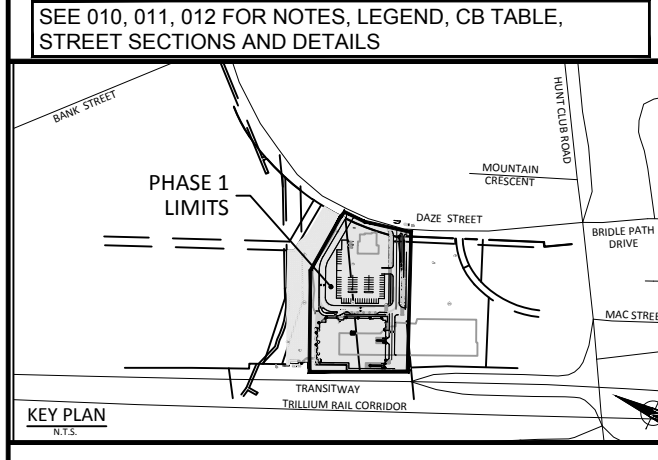 SEE 010, 011, 012 FOR NOTES, LEGEND, CB TABLE,
STREET SECTIONS AND DETAILS
BANK STREET
HUNT CLUB ROAD
MOUNTAIN
CRESCENT
PHASE 1
LIMITS
DAZE STREET
BRIDLE PATH
DRIVE
MAC STREE
TRANSITWAY
TRILLIUM RAIL CORRIDOR
KEY PLAN
N.T.S.